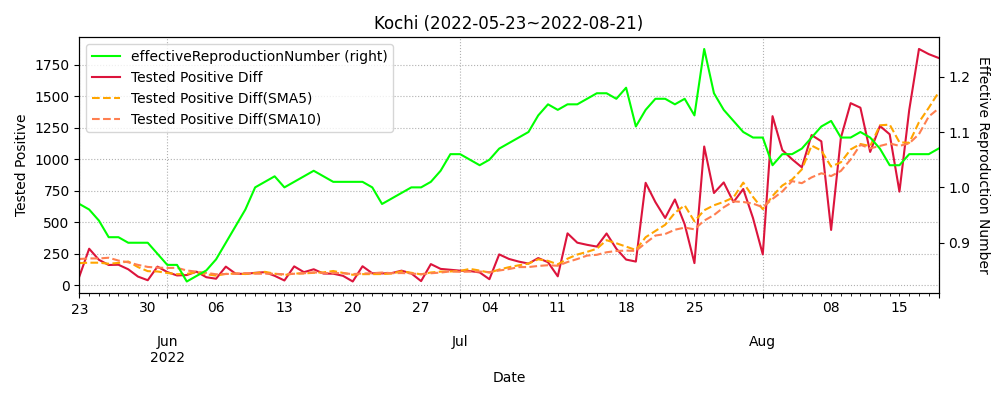 Kochi (2022-05-23~2022-08-21)
effectiveReproductionNumber (right)
Tested Positive Diff
Tested Positive Diff(SMA5)
Tested Positive Diff(SMA10)
Tested Positive
1750
1500
1250
1000
750
500
250
0
1.2
1.1
1.0
0.9
Effective Reproduction Number
23 30 06 13 20 27 04 11 18 25 08 15
Jun Jul Aug
2022
Date